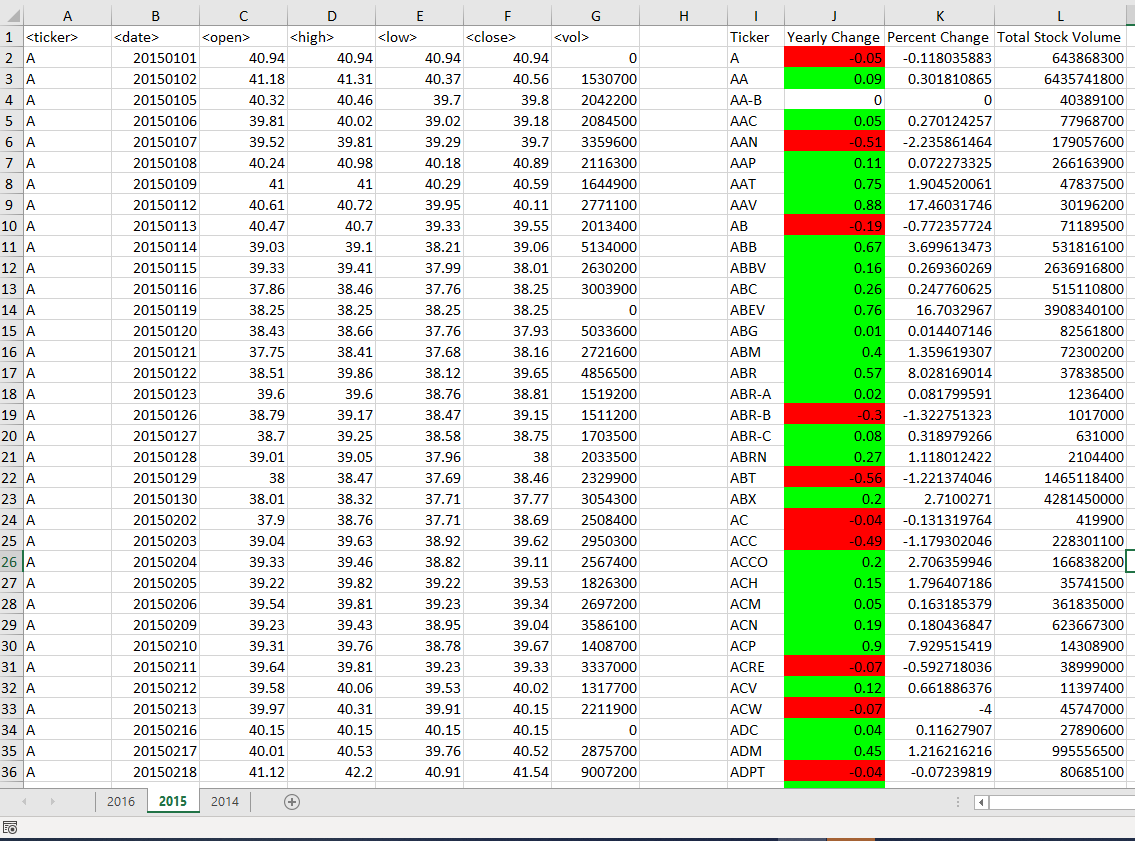 A B C D E F G H I J K L
1 <ticker> <date> <open> <high> <low> <close> <vol> Ticker Yearly Change Percent Change Total Stock Volume
2 A 20150101 40.94 40.94 40.94 40.94 0 A -0.05 -0.118035883 643868300
3 A 20150102 41.18 41.31 40.37 40.56 1530700 AA 0.09 0.301810865 6435741800
4 A 20150105 40.32 40.46 39.7 39.8 2042200 AA-B 0 0 40389100
5 A 20150106 39.81 40.02 39.02 39.18 2084500 AAC 0.05 0.270124257 77968700
6 A 20150107 39.52 39.81 39.29 39.7 3359600 AAN -0.51 -2.235861464 179057600
7 A 20150108 40.24 40.98 40.18 40.89 2116300 AAP 0.11 0.072273325 266163900
8 A 20150109 41 41 40.29 40.59 1644900 AAT 0.75 1.904520061 47837500
9 A 20150112 40.61 40.72 39.95 40.11 2771100 AAV 0.88 17.46031746 30196200
10 A 20150113 40.47 40.7 39.33 39.55 2013400 AB -0.19 -0.772357724 71189500
11 A 20150114 39.03 39.1 38.21 39.06 5134000 ABB 0.67 3.699613473 531816100
12 A 20150115 39.33 39.41 37.99 38.01 2630200 ABBV 0.16 0.269360269 2636916800
13 A 20150116 37.86 38.46 37.76 38.25 3003900 ABC 0.26 0.247760625 515110800
14 A 20150119 38.25 38.25 38.25 38.25 0 ABEV 0.76 16.7032967 3908340100
15 A 20150120 38.43 38.66 37.76 37.93 5033600 ABG 0.01 0.014407146 82561800
16 A 20150121 37.75 38.41 37.68 38.16 2721600 ABM 0.4 1.359619307 72300200
17 A 20150122 38.51 39.86 38.12 39.65 4856500 ABR 0.57 8.028169014 37838500
18 A 20150123 39.6 39.6 38.76 38.81 1519200 ABR-A 0.02 0.081799591 1236400
19 A 20150126 38.79 39.17 38.47 39.15 1511200 ABR-B -0.3 -1.322751323 1017000
20 A 20150127 38.7 39.25 38.58 38.75 1703500 ABR-C 0.08 0.318979266 631000
21 A 20150128 39.01 39.05 37.96 38 2033500 ABRN 0.27 1.118012422 2104400
22 A 20150129 38 38.47 37.69 38.46 2329900 ABT -0.56 -1.221374046 1465118400
23 A 20150130 38.01 38.32 37.71 37.77 3054300 ABX 0.2 2.7100271 4281450000
24 A 20150202 37.9 38.76 37.71 38.69 2508400 AC -0.04 -0.131319764 419900
25 A 20150203 39.04 39.63 38.92 39.62 2950300 ACC -0.49 -1.179302046 228301100
26 A 20150204 39.33 39.46 38.82 39.11 2567400 ACCO 0.2 2.706359946 166838200
27 A 20150205 39.22 39.82 39.22 39.53 1826300 ACH 0.15 1.796407186 35741500
28 A 20150206 39.54 39.81 39.23 39.34 2697200 ACM 0.05 0.163185379 361835000
29 A 20150209 39.23 39.43 38.95 39.04 3586100 ACN 0.19 0.180436847 623667300
30 A 20150210 39.31 39.76 38.78 39.67 1408700 ACP 0.9 7.929515419 14308900
31 A 20150211 39.64 39.81 39.23 39.33 3337000 ACRE -0.07 -0.592718036 38999000
32 A 20150212 39.58 40.06 39.53 40.02 1317700 ACV 0.12 0.661886376 11397400
33 A 20150213 39.97 40.31 39.91 40.15 2211900 ACW -0.07 -4 45747000
34 A 20150216 40.15 40.15 40.15 40.15 0 ADC 0.04 0.11627907 27890600
35 A 20150217 40.01 40.53 39.76 40.52 2875700 ADM 0.45 1.216216216 995556500
36 A 20150218 41.12 42.2 40.91 41.54 9007200 ADPT -0.04 -0.07239819 80685100
2016 2015 2014